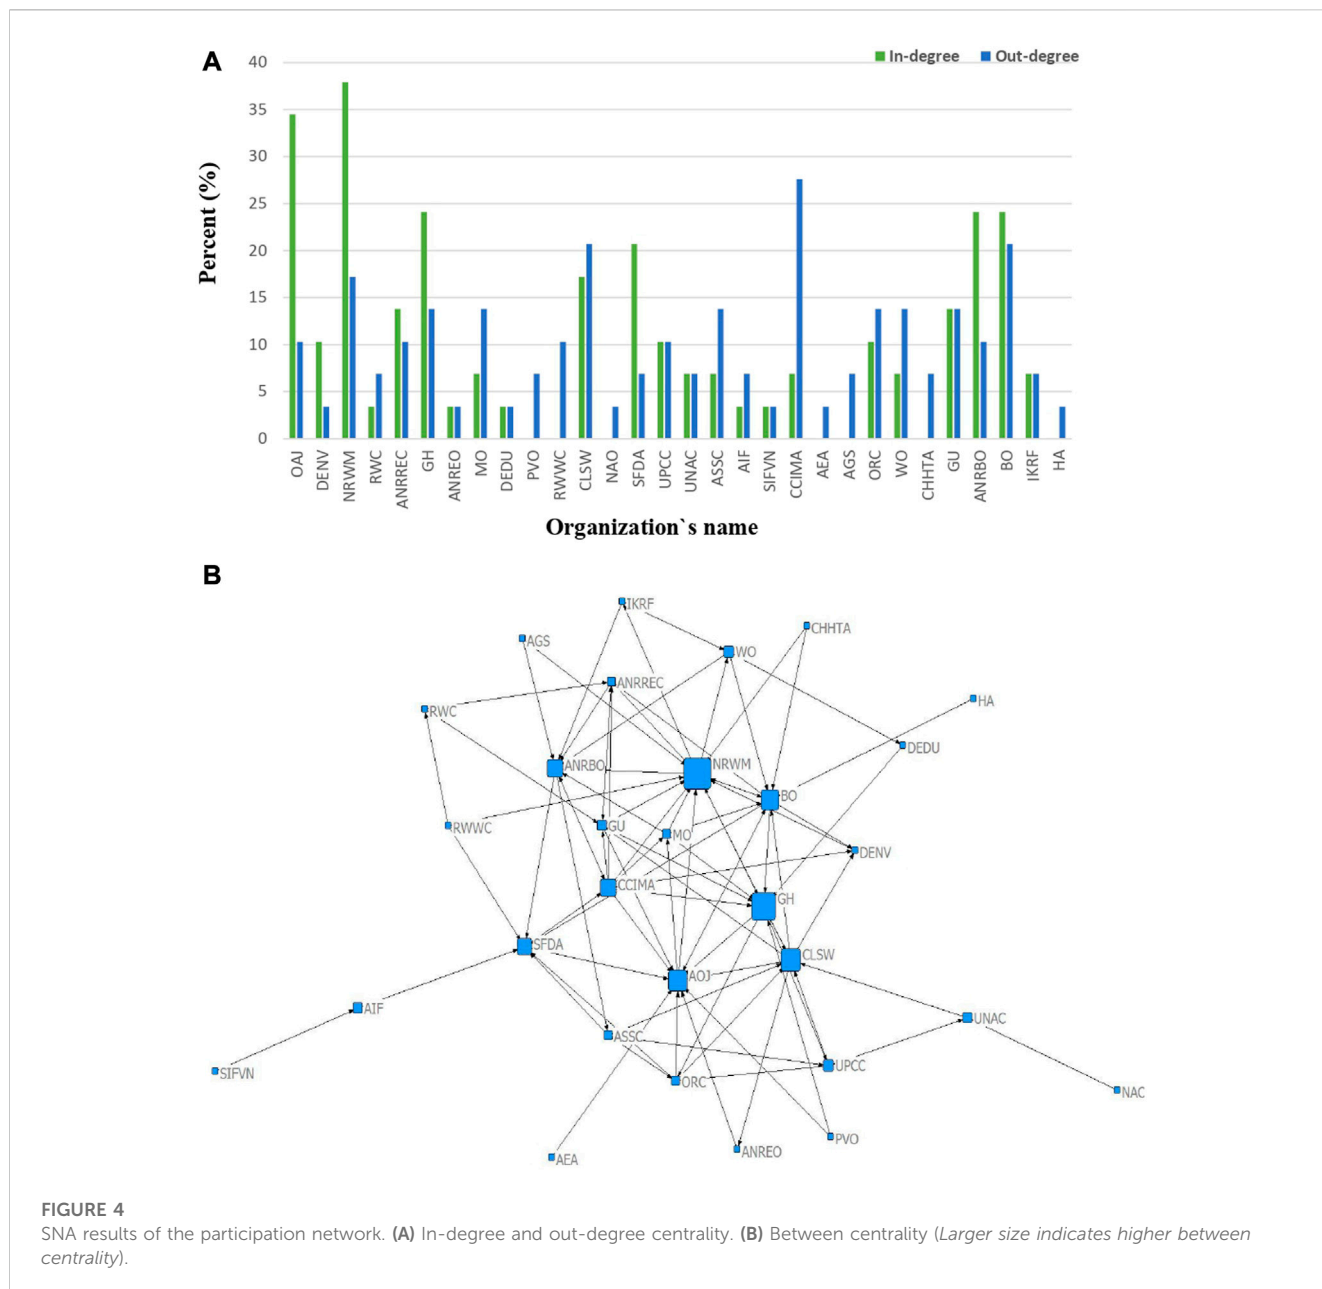 A
In-degree Out-degree
40
35
30
25
20
15
10
5
0
Percent (%)
OAJ DENV NRWM RWC ANRREC GH ANREO MO DEDU PVO RWWC CLSW NAO SFDA UPCC UNAC ASSC AIF SIFVN CCIMA AEA AGS ORC WO CHHTA GU ANRBO BO IKRF HA
Organization`s name
B
IKRF
CHHTA
AGS
WO
ANRREC
HA
RWC
DEDU
NRWM
ANRBO
BO
RWWC
GU
MO
DENV
CCIMA
GH
SFDA
CLSW
AOJ
AIF
UNAC
ASSC
UPCC
SIFVN
ORC
NAC
PVO
ANREO
AEA
FIGURE 4
SNA results of the participation network. (A) In-degree and out-degree centrality. (B) Between centrality (Larger size indicates higher between
centrality).